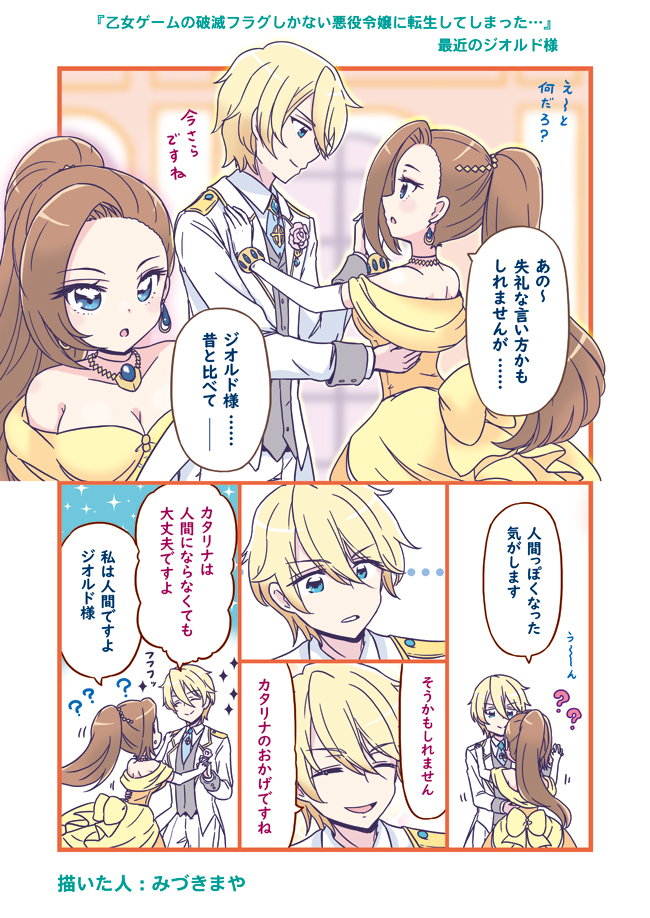 『乙女ゲームの破滅フラグしかない悪役令嬢に転生してしまった…』
最近のジオルド様
え〜と
何だろ?
あの〜
失礼な言い方かも
しれませんが……
今さら
ですね
ジオルド様……
昔と比べて──
人間っぽくなった
気がします
う〜〜ん
??
……
そうかもしれません
カタリナのおかげですね
カタリナは
人間にならなくても
大丈夫ですよ
フフフッ
私は人間ですよ
ジオルド様
???
描いた人：みづきまや